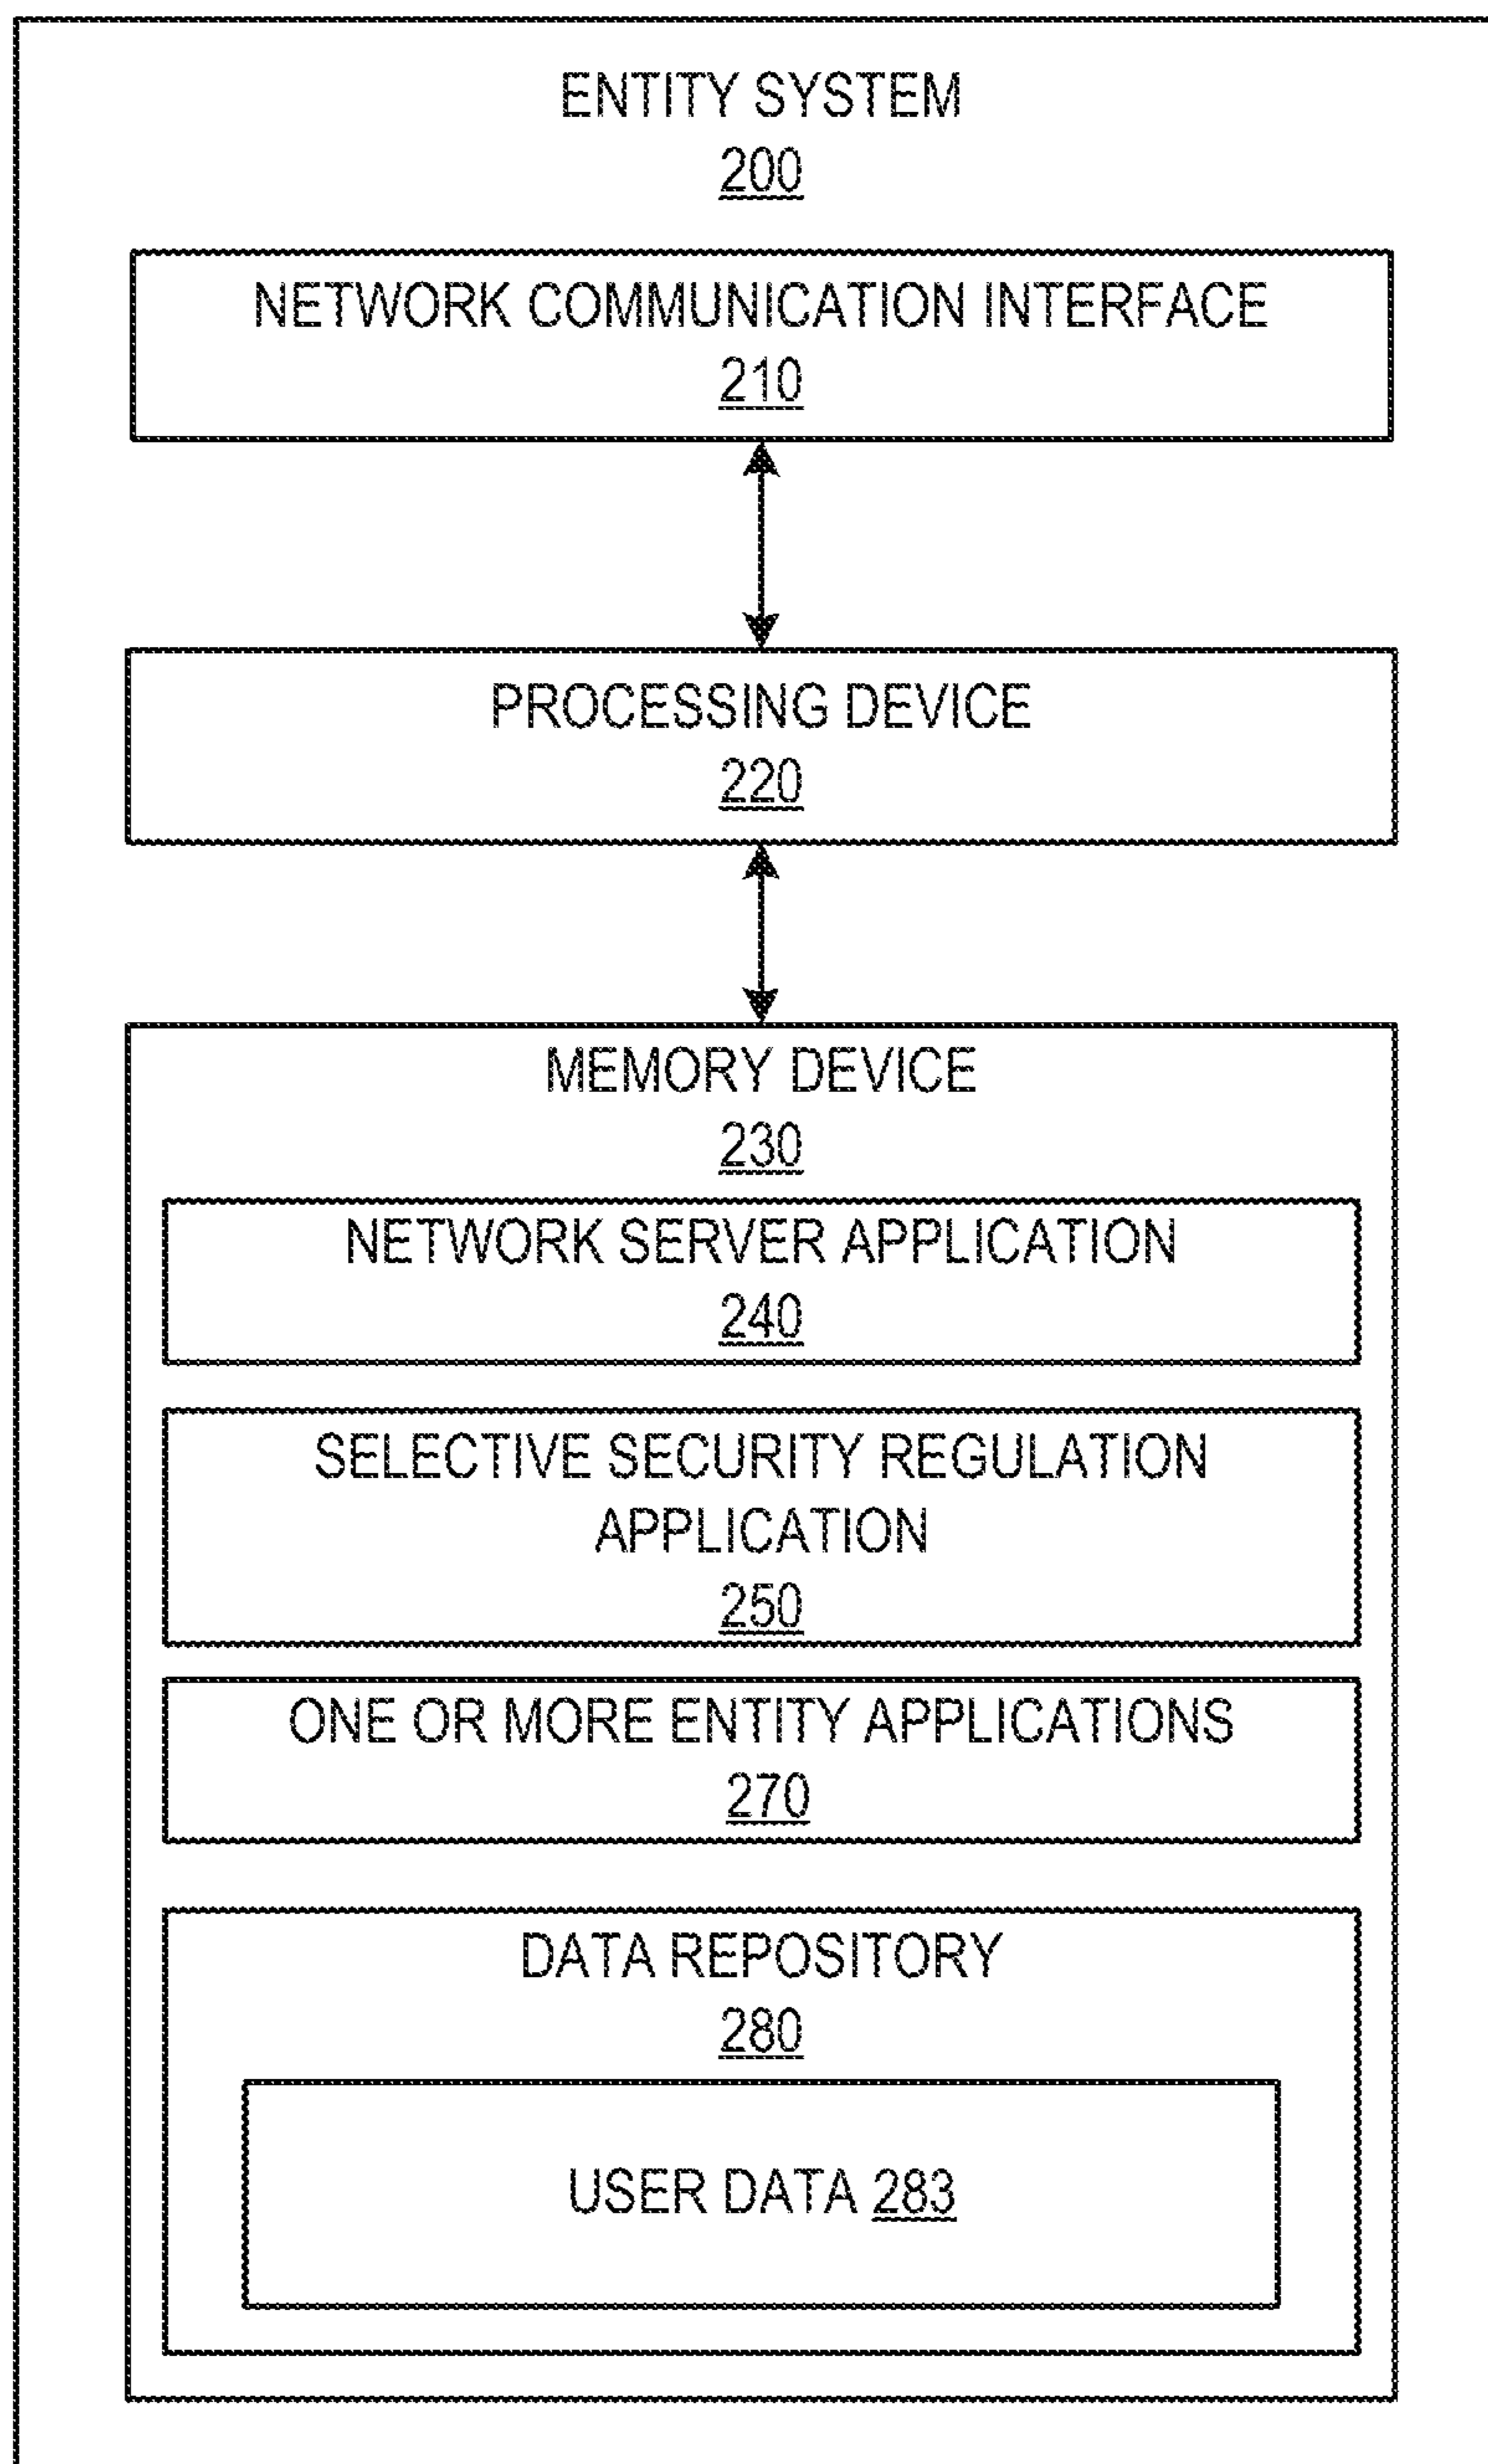 ENTITY SYSTEM
200
NETWORK COMMUNICATION INTERFACE
210
PROCESSING DEVICE
220
MEMORY DEVICE
230
NETWORK SERVER APPLICATION
240
SELECTIVE SECURITY REGULATION
APPLICATION
250
ONE OR MORE ENTITY APPLICATIONS
270
DATA REPOSITORY
280
USER DATA 283